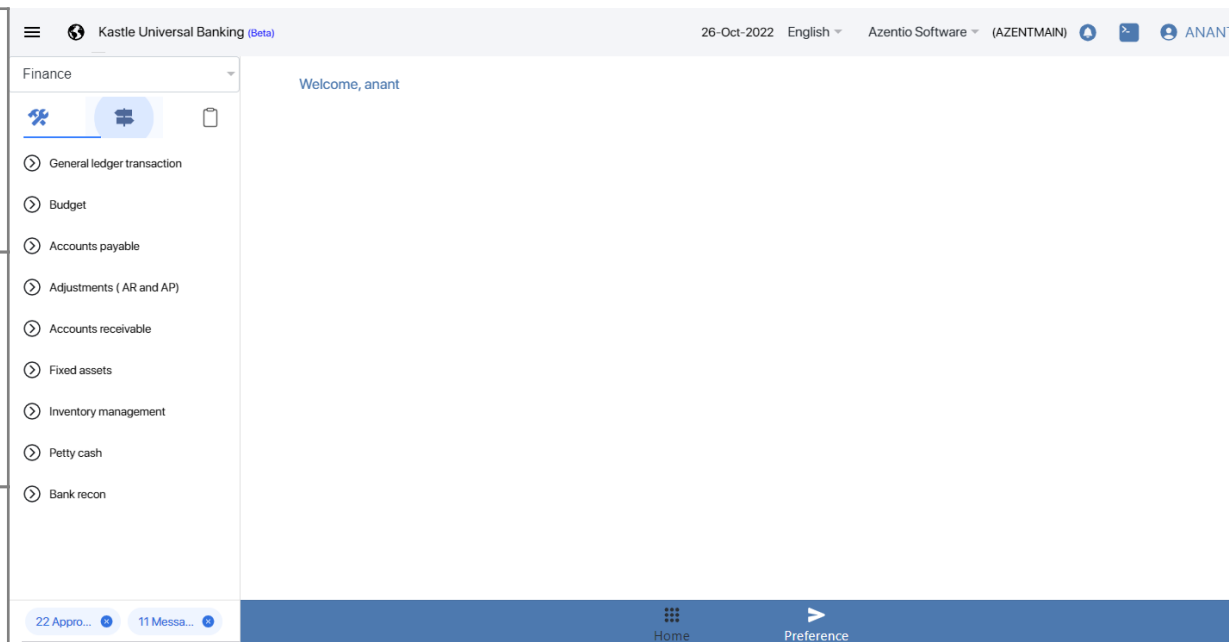 Kastle Universal Banking (Beta) 26-Oct-2022 English Azentio Software (AZENTMAIN) ANANT
Finance
Welcome, anant
General ledger transaction
Budget
Accounts payable
Adjustments ( AR and AP)
Accounts receivable
Fixed assets
Inventory management
Petty cash
Bank recon
22 Appro... 11 Messa...
Home Preference